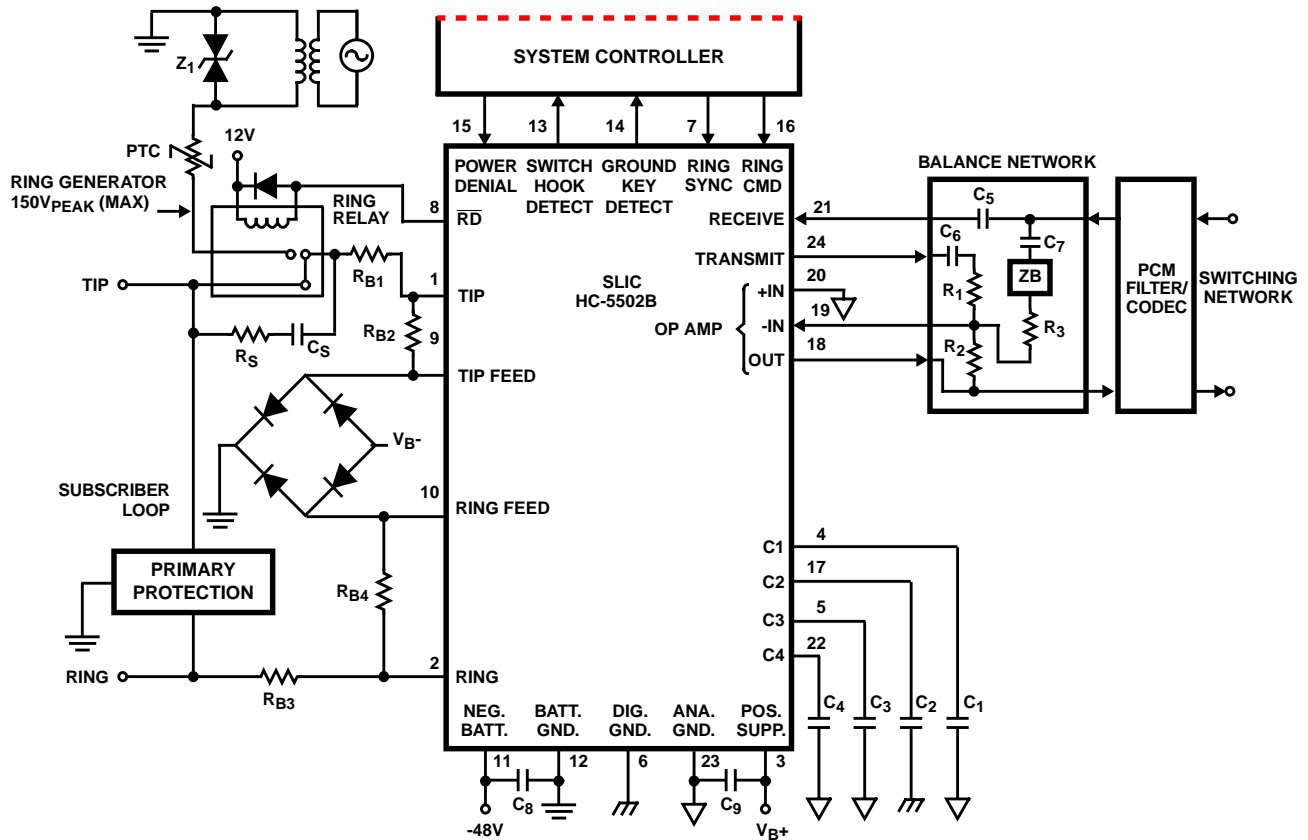 SYSTEM CONTROLLER
Z1
PTC
12V
RING GENERATOR
150VPEAK (MAX)
RING
RELAY
15
13
14
7
16
POWER
DENIAL
SWITCH
HOOK
DETECT
GROUND
KEY
DETECT
RING
SYNC
RING
CMD
8
RD
RECEIVE
21
TRANSMIT
24
20
+IN
19
-IN
18
OUT
OP AMP
SLIC
HC-5502B
BALANCE NETWORK
C5
C6
C7
ZB
R1
R2
R3
PCM
FILTER/
CODEC
SWITCHING
NETWORK
TIP
RB1
1
TIP
RS
CS
RB2
9
TIP FEED
VB-
10
RING FEED
SUBSCRIBER
LOOP
PRIMARY
PROTECTION
RB4
RING
RB3
2
RING
C1
4
C2
17
C3
5
C4
22
C4
C3
C2
C1
NEG.
BATT.
BATT.
GND.
DIG.
GND.
ANA.
GND.
POS.
SUPP.
11
12
6
23
3
C8
C9
-48V
VB+